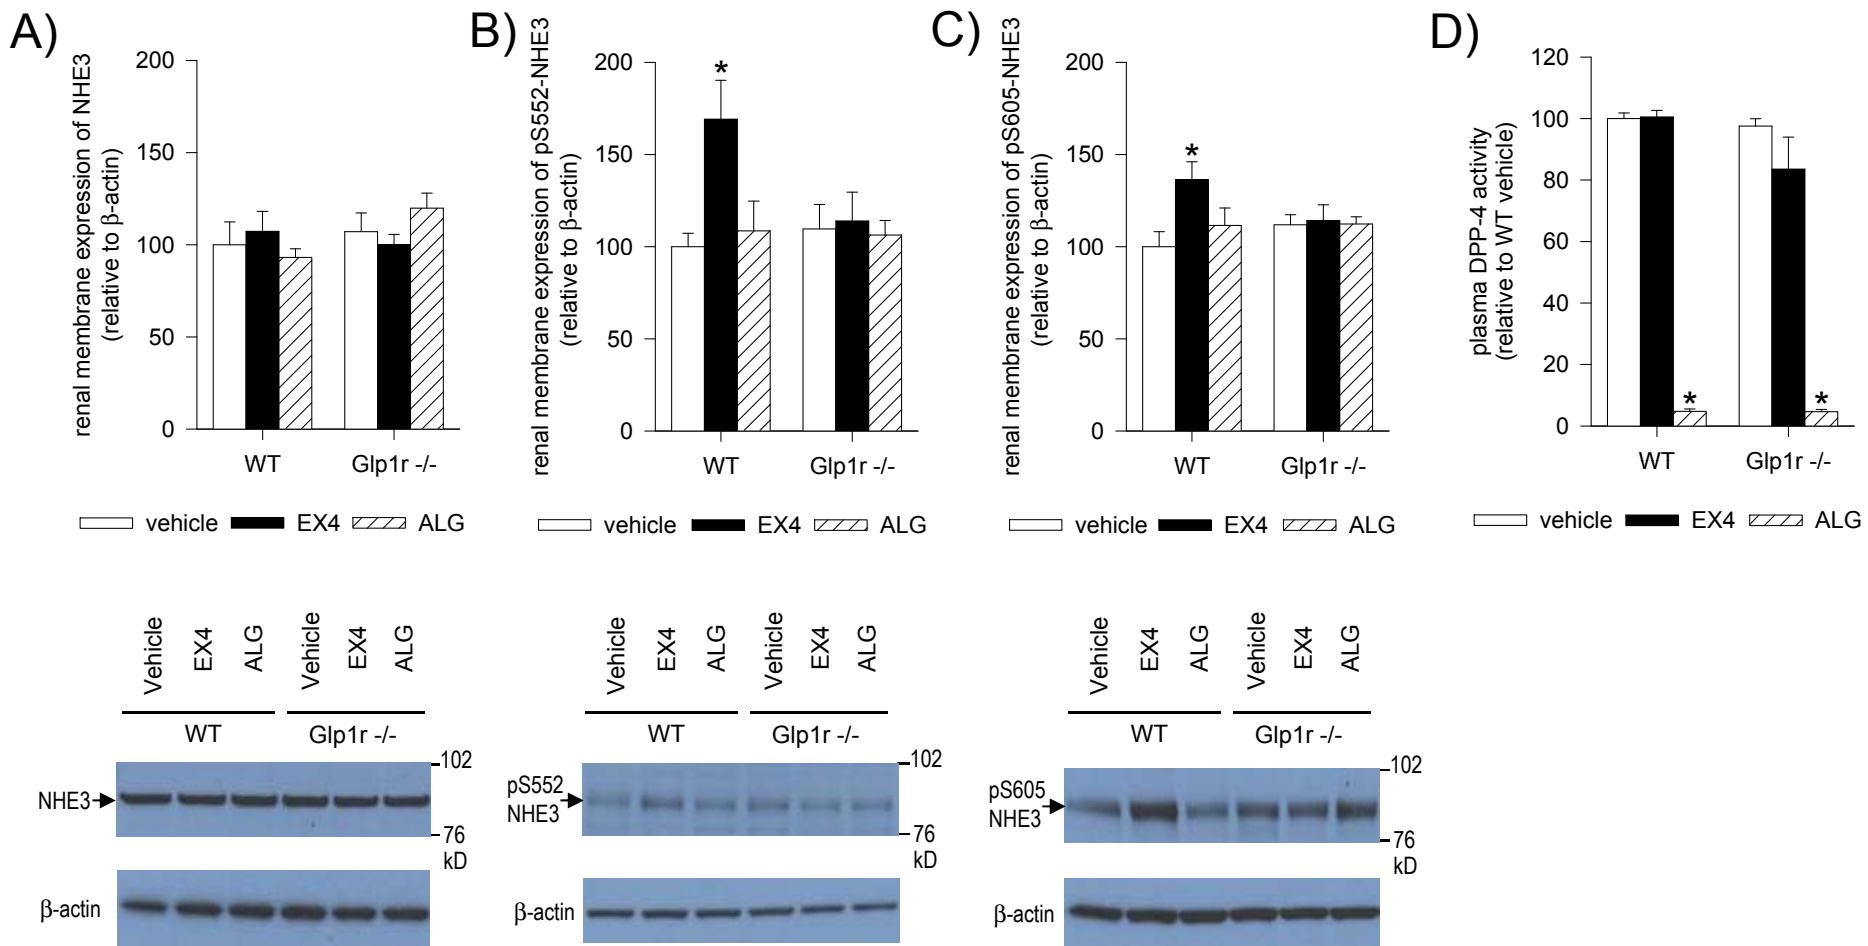 A)
renal membrane expression of NHE3
(relative to β-actin)
200
150
100
50
0
WT
Glp1r -/-
vehicle
EX4
ALG
B)
renal membrane expression of pS552-NHE3
(relative to β-actin)
200
150
100
50
0
*
WT
Glp1r -/-
vehicle
EX4
ALG
C)
renal membrane expression of pS605-NHE3
(relative to β-actin)
200
150
100
50
0
*
WT
Glp1r -/-
vehicle
EX4
ALG
D)
plasma DPP-4 activity
(relative to WT vehicle)
120
100
80
60
40
20
0
*
*
WT
Glp1r -/-
vehicle
EX4
ALG
Vehicle
EX4
ALG
Vehicle
EX4
ALG
WT
Glp1r -/-
NHE3
102
76
kD
β-actin
Vehicle
EX4
ALG
Vehicle
EX4
ALG
WT
Glp1r -/-
pS552
NHE3
102
76
kD
β-actin
Vehicle
EX4
ALG
Vehicle
EX4
ALG
WT
Glp1r -/-
pS605
NHE3
102
76
kD
β-actin